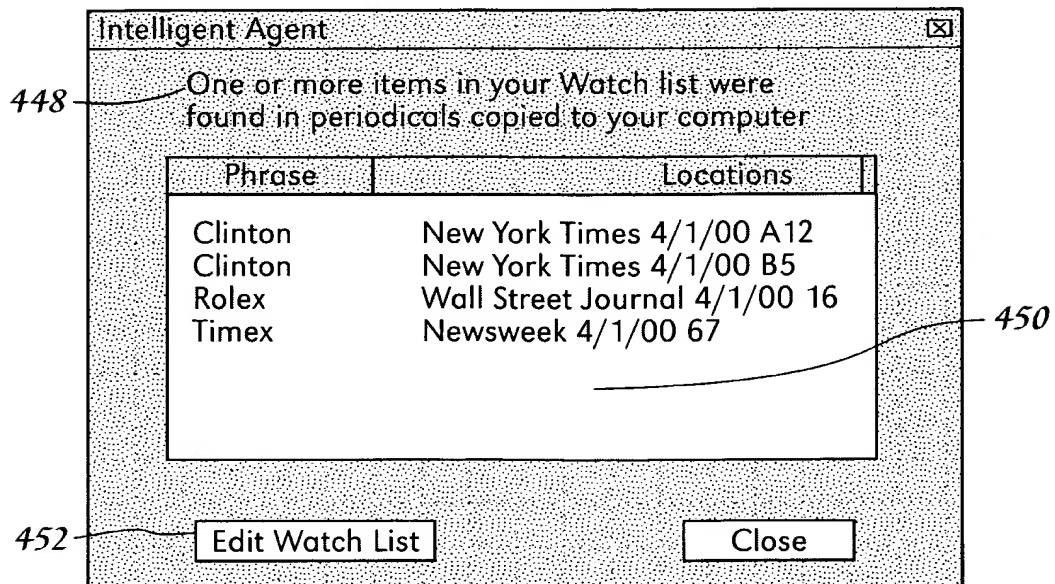 Intelligent Agent
448
One or more items in your Watch list were
found in periodicals copied to your computer
Phrase Locations
Clinton New York Times 4/1/00 A12
Clinton New York Times 4/1/00 B5
Rolex Wall Street Journal 4/1/00 16
Timex Newsweek 4/1/00 67
450
452
Edit Watch List Close